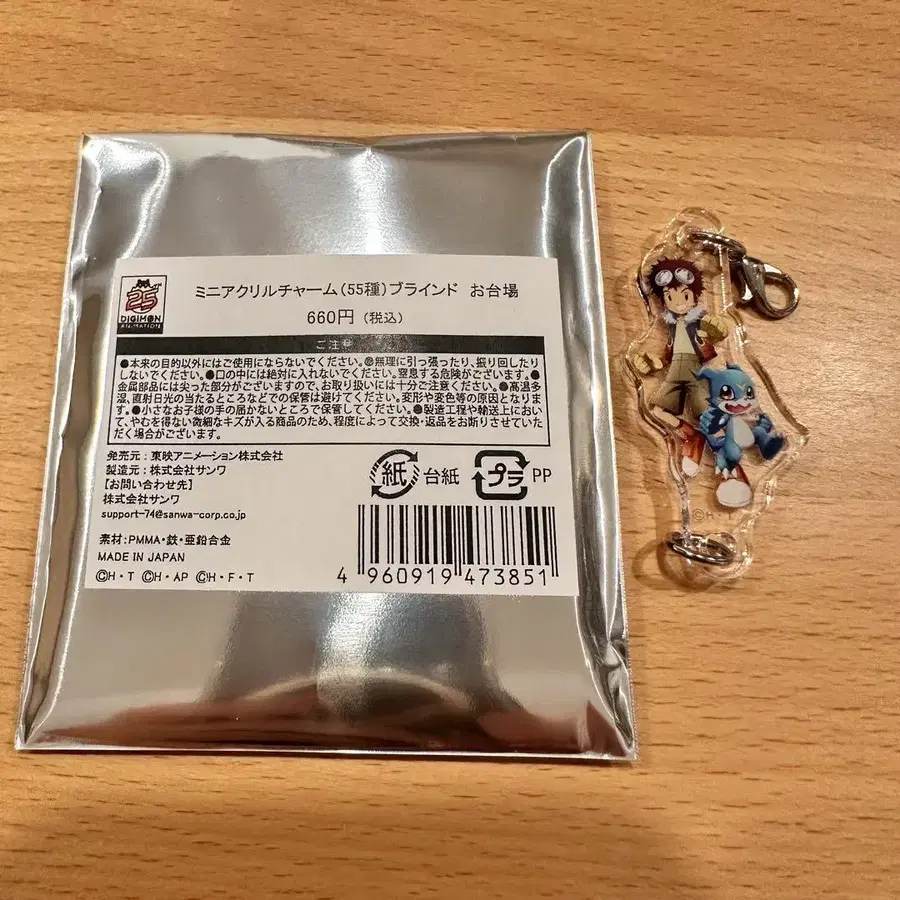 25
DIGIMON
ANIMATION
ミニアクリルチャーム(55種)ブラインド お台場
660円(税込)
ご注
●本来の目的以外にはご使用にならないでください。●無理に引っ張ったり、振り回したり
しないでください。●口の中には絶対に入れないでください。窒息する危険がございます。●
金属部品には尖った部分がございますので、お取り扱いには十分ご注意ください。●高温多
湿、直射日光の当たるところなどでの保管は避けてください。変形や変色等の原因となりま
す。●小さなお子様の手の届かないところで保管してください。●製造工程や輸送上におい
て、やむを得ない微細なキズが入る商品のため、程度によって交換・返品をお断りさせていた
だく場合がございます。
発売元:東映アニメーション株式会社
製造元:株式会社サンワ
【お問い合わせ先】
株式会社サンワ
support-74@sanwa-corp.co.jp
紙 台紙
プラ PP
素材:PMMA・鉄・亜鉛合金
MADE IN JAPAN
ⒸH・T ⒸH・AP ⒸH・F・T
4 960919 473851
ⒸH